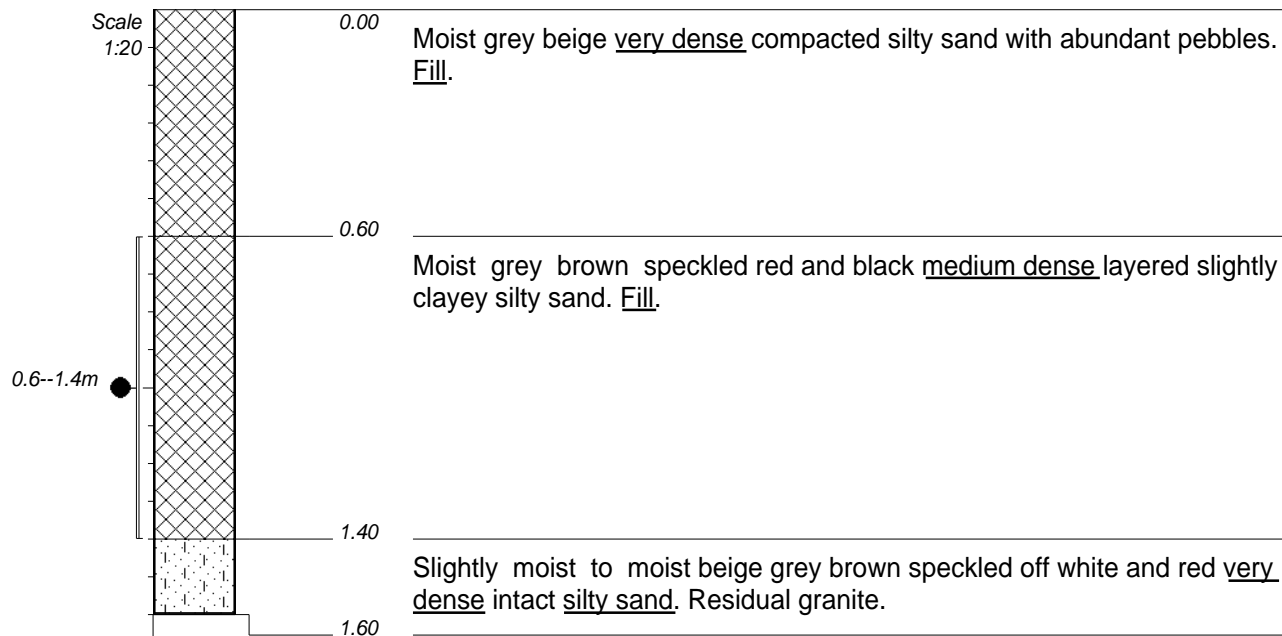 Scale
1:20
0.00
Moist grey beige very dense compacted silty sand with abundant pebbles.
Fill.
0.60
Moist grey brown speckled red and black medium dense layered slightly
clayey silty sand. Fill.
0.6--1.4m
1.40
Slightly moist to moist beige grey brown speckled off white and red very
dense intact silty sand. Residual granite.
1.60